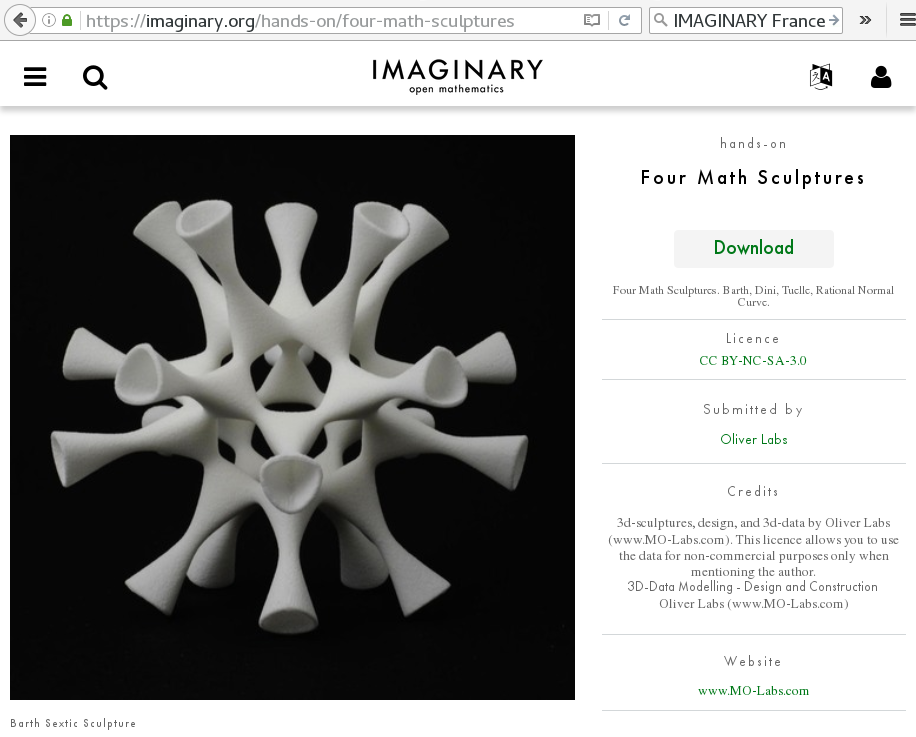 https://imaginary.org/hands-on/four-math-sculptures
IMAGINARY France
IMAGINARY
open mathematics
A
hands-on
Four Math Sculptures
Download
Four Math Sculptures. Barth, Dini, Tuelle, Rational Normal
Curve.
Licence
CC BY-NC-SA-3.0
Submitted by
Oliver Labs
Credits
3d-sculptures, design, and 3d-data by Oliver Labs
(www.MO-Labs.com). This licence allows you to use
the data for non-commercial purposes only when
mentioning the author.
3D-Data Modelling - Design and Construction
Oliver Labs (www.MO-Labs.com)
Website
www.MO-Labs.com
Barth Sextic Sculpture